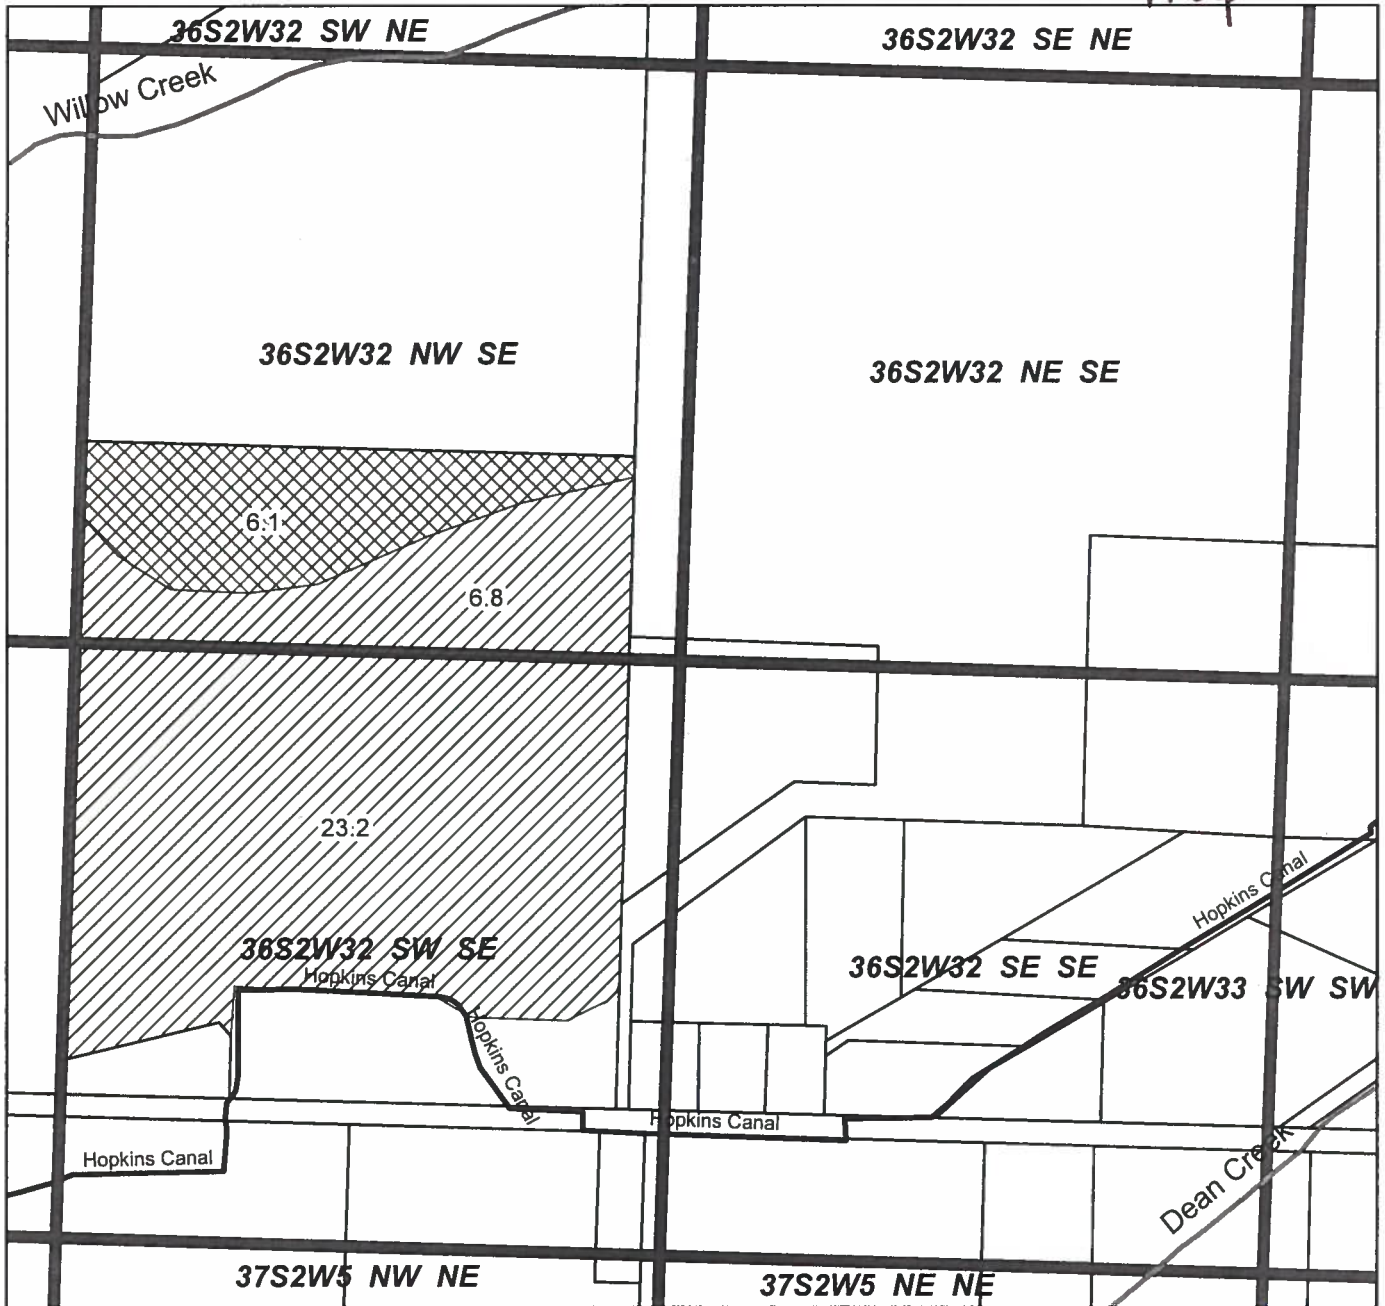 36S2W32 SW NE
36S2W32 SE NE
Willow Creek
36S2W32 NW SE
36S2W32 NE SE
6.1
6.8
23.2
Hopkins Canal
36S2W32 SW SE
Hopkins Canal
36S2W32 SE SE
36S2W33 SW SW
Hopkins Canal
Hopkins Canal
Hopkins Canal
Dean Creek
37S2W5 NW NE
37S2W5 NE NE